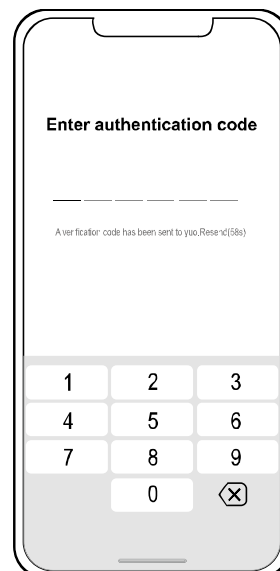 Enter authentication code
A verfication code has been sent to yuo.Resend(58s)
1 2 3
4 5 6
7 8 9
0